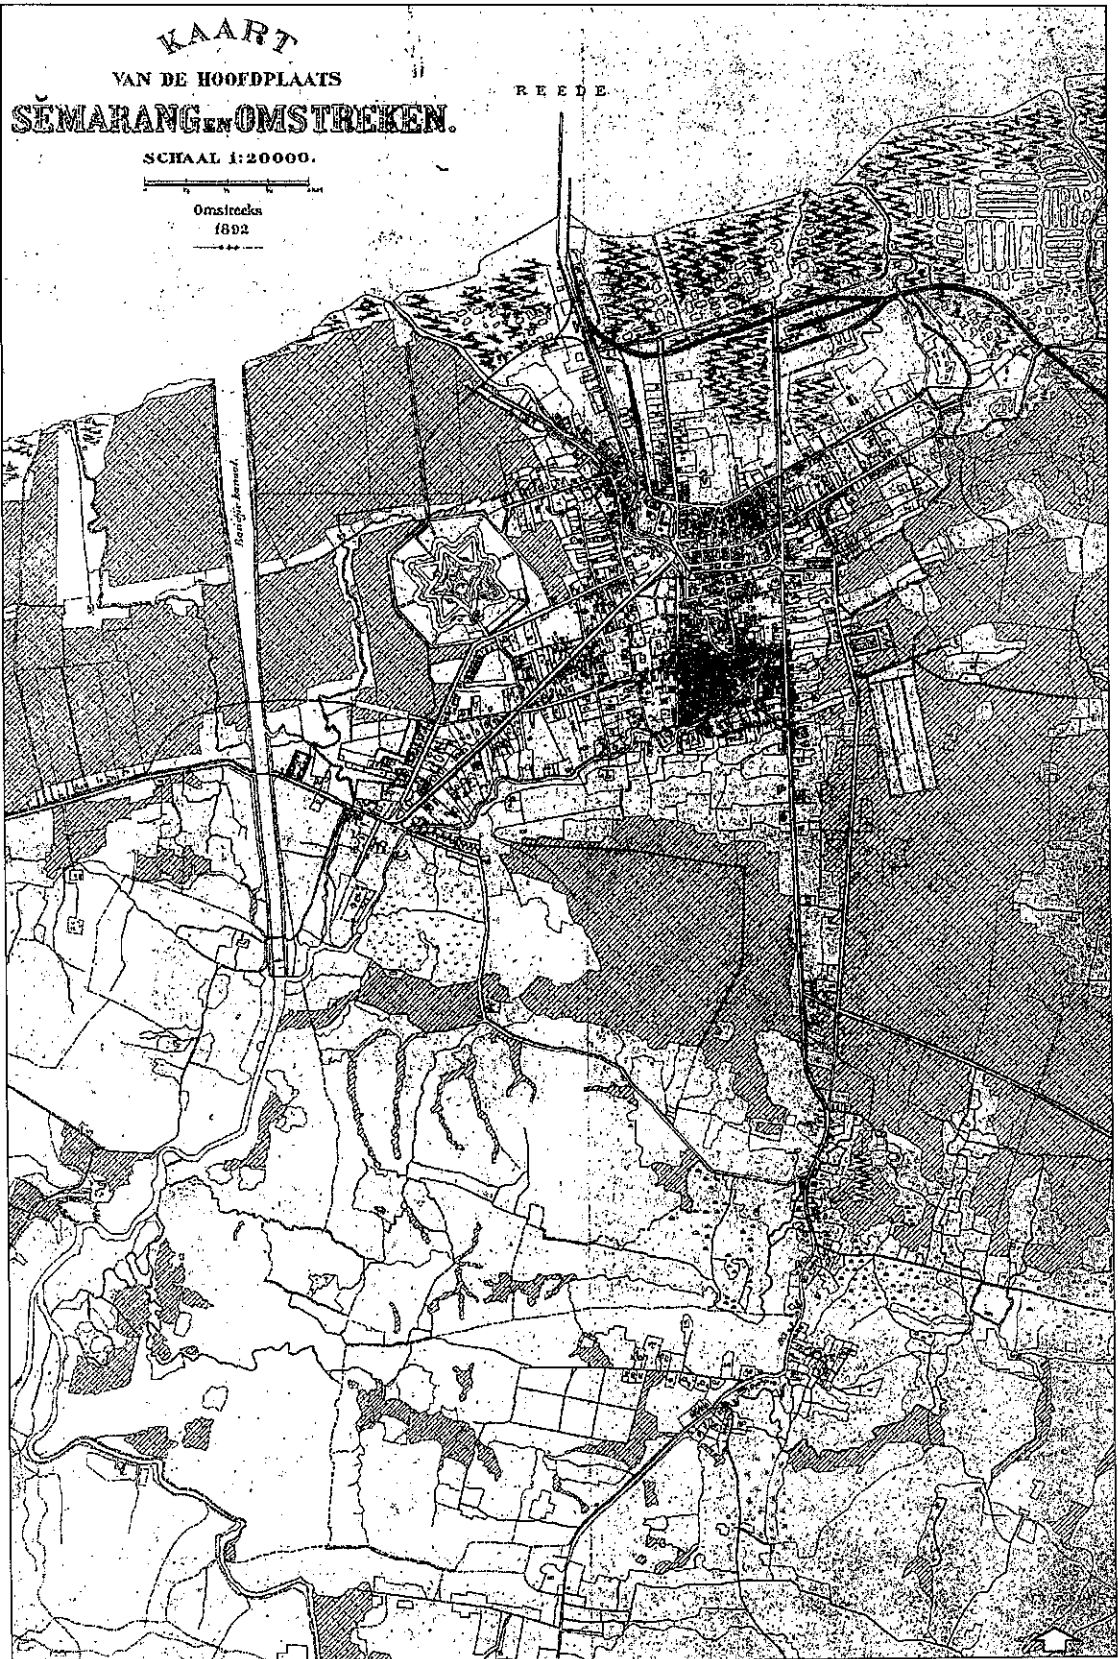 KAART
VAN DE HOOFDPLAATS
SĔMARANG EN OMSTREKEN.
SCHAAL 1:20000.
Omstreeks
1892
REEDE